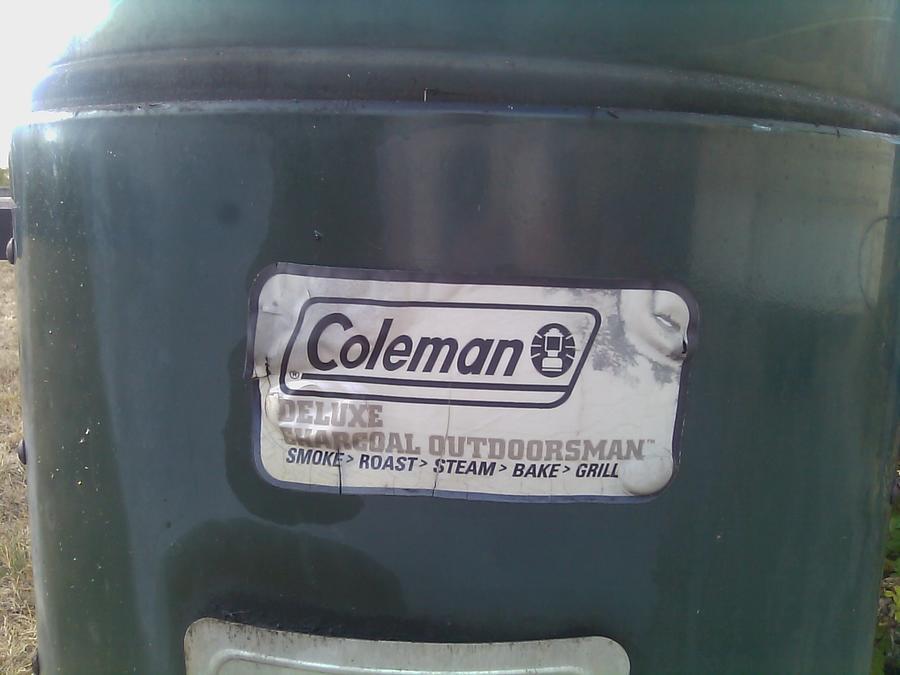 Coleman
®
DELUXE
CHARCOAL OUTDOORSMAN™
SMOKE > ROAST > STEAM > BAKE > GRILL